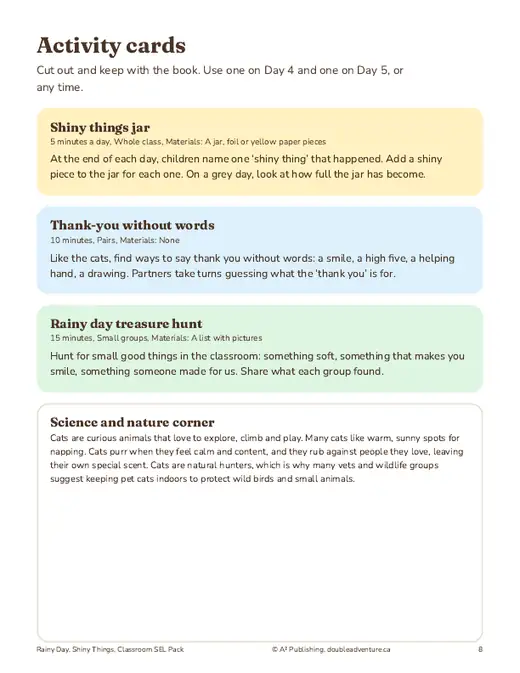 Activity cards
Cut out and keep with the book. Use one on Day 4 and one on Day 5, or
any time.
Shiny things jar
5 minutes a day, Whole class, Materials: A jar, foil or yellow paper pieces
At the end of each day, children name one ‘shiny thing’ that happened. Add a shiny
piece to the jar for each one. On a grey day, look at how full the jar has become.
Thank-you without words
10 minutes, Pairs, Materials: None
Like the cats, find ways to say thank you without words: a smile, a high five, a helping
hand, a drawing. Partners take turns guessing what the ‘thank you’ is for.
Rainy day treasure hunt
15 minutes, Small groups, Materials: A list with pictures
Hunt for small good things in the classroom: something soft, something that makes you
smile, something someone made for us. Share what each group found.
Science and nature corner
Cats are curious animals that love to explore, climb and play. Many cats like warm, sunny spots for
napping. Cats purr when they feel calm and content, and they rub against people they love, leaving
their own special scent. Cats are natural hunters, which is why many vets and wildlife groups
suggest keeping pet cats indoors to protect wild birds and small animals.
Rainy Day, Shiny Things, Classroom SEL Pack © A² Publishing, doubleadventure.ca 8